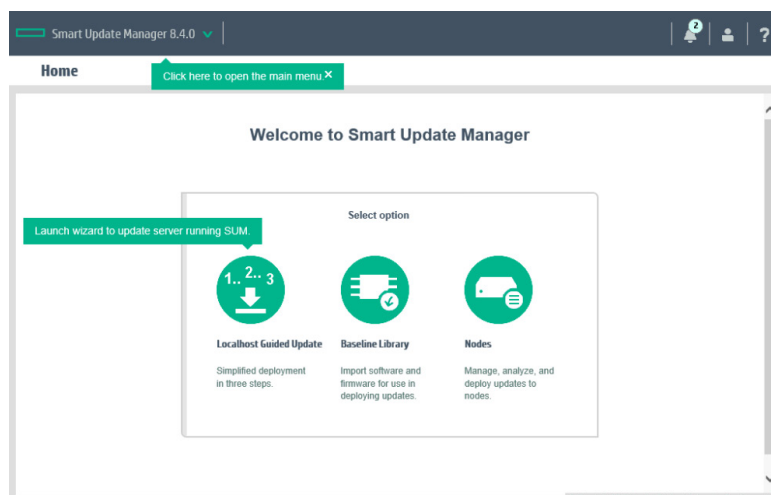 Smart Update Manager 8.4.0
2
?
Home
Click here to open the main menu ×
Welcome to Smart Update Manager
Select option
Launch wizard to update server running SUM.
1.. 2.. 3
Localhost Guided Update
Simplified deployment
in three steps.
Baseline Library
Import software and
firmware for use in
deploying updates.
Nodes
Manage, analyze, and
deploy updates to
nodes.